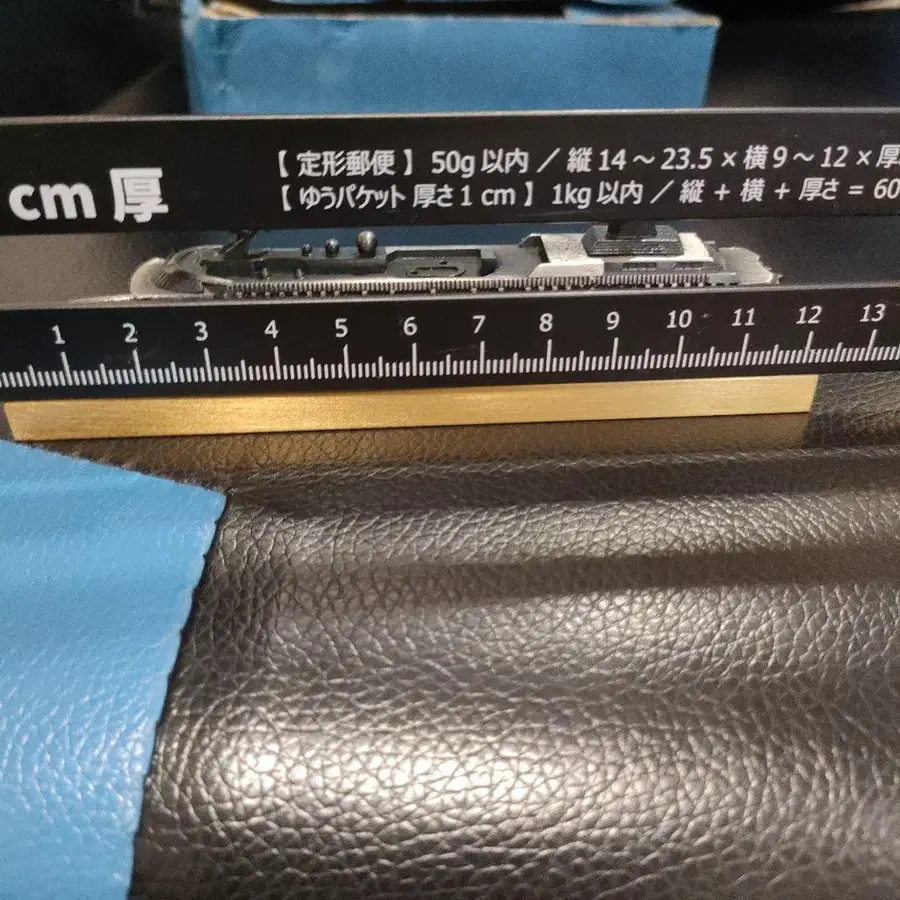 cm 厚
【 定形郵便 】 50g 以内 ／ 縦 14 ～ 23.5 × 横 9 ～ 12 × 厚
【 ゆうパケット 厚さ 1 cm 】 1kg 以内 ／ 縦 + 横 + 厚さ = 60
1 2 3 4 5 6 7 8 9 10 11 12 13